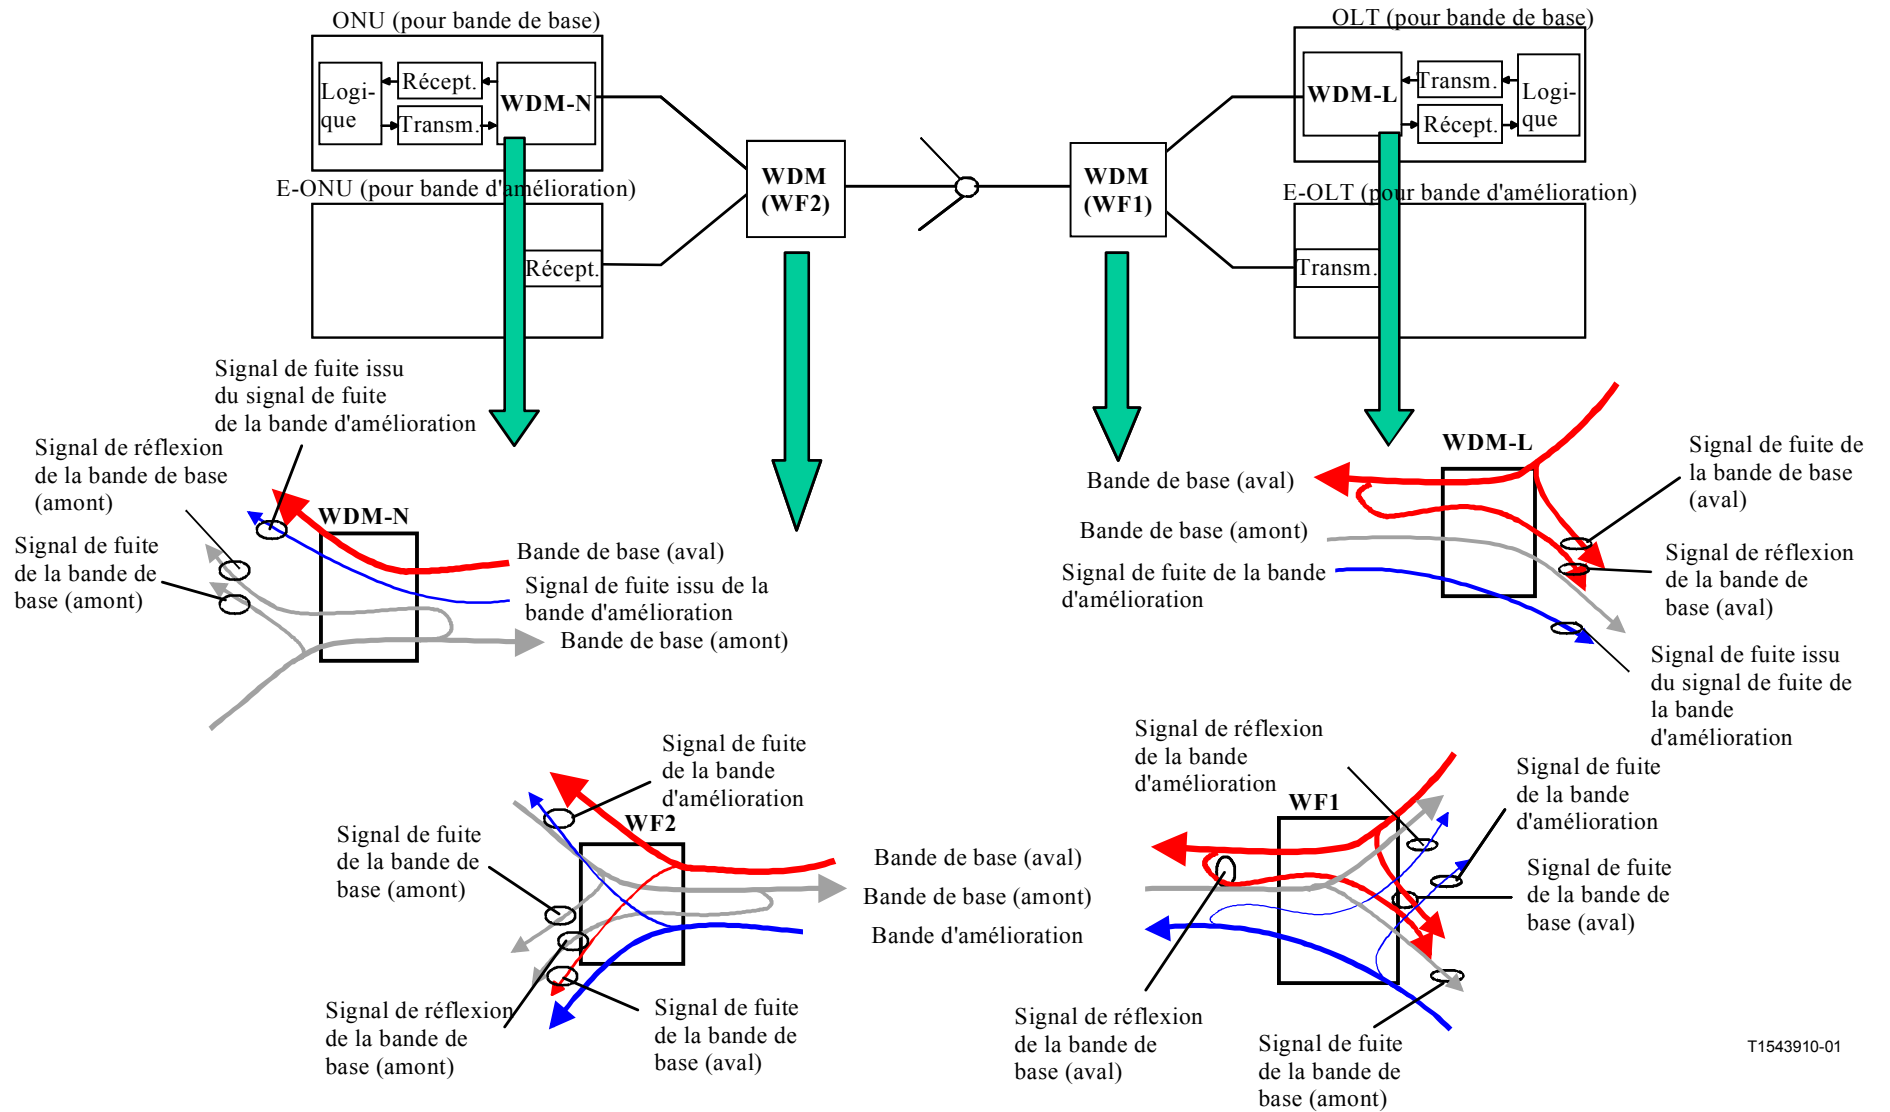 ONU (pour bande de base)
Logi-
que
Récept.
Transm.
WDM-N
E-ONU (pour bande d'amélioration)
Récept.
WDM
(WF2)
WDM
(WF1)
OLT (pour bande de base)
WDM-L
Transm.
Récept.
Logi-
que
E-OLT (pour bande d'amélioration)
Transm.
Signal de fuite issu
du signal de fuite
de la bande d'amélioration
Signal de réflexion
de la bande de base
(amont)
Signal de fuite
de la bande de
base (amont)
WDM-N
Bande de base (aval)
Signal de fuite issu de la
bande d'amélioration
Bande de base (amont)
WDM-L
Bande de base (aval)
Bande de base (amont)
Signal de fuite de la bande
d'amélioration
Signal de fuite de
la bande de base
(aval)
Signal de réflexion
de la bande de
base (aval)
Signal de fuite issu
du signal de fuite de
la bande
d'amélioration
Signal de fuite
de la bande
d'amélioration
WF2
Signal de fuite
de la bande de
base (amont)
Signal de réflexion
de la bande de
base (amont)
Signal de fuite
de la bande de
base (aval)
Bande de base (aval)
Bande de base (amont)
Bande d'amélioration
Signal de réflexion
de la bande
d'amélioration
WF1
Signal de fuite
de la bande
d'amélioration
Signal de fuite
de la bande de
base (aval)
Signal de réflexion
de la bande de
base (aval)
Signal de fuite
de la bande de
base (amont)
T1543910-01